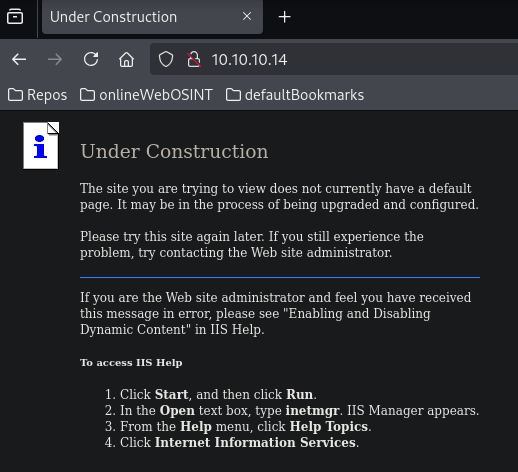 Under Construction
10.10.10.14
Repos onlineWebOSINT defaultBookmarks
Under Construction
The site you are trying to view does not currently have a default
page. It may be in the process of being upgraded and configured.
Please try this site again later. If you still experience the
problem, try contacting the Web site administrator.
If you are the Web site administrator and feel you have received
this message in error, please see "Enabling and Disabling
Dynamic Content" in IIS Help.
To access IIS Help
1. Click Start, and then click Run.
2. In the Open text box, type inetmgr. IIS Manager appears.
3. From the Help menu, click Help Topics.
4. Click Internet Information Services.